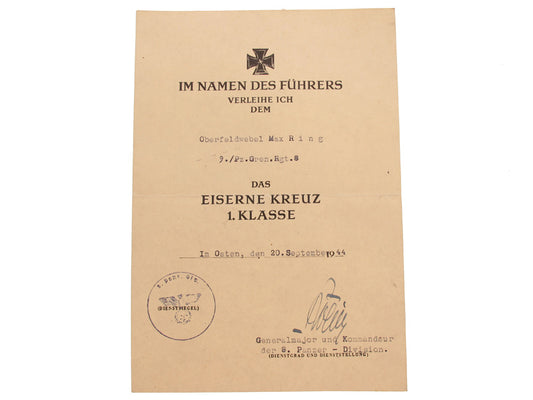 IM NAMEN DES FÜHRERS
VERLEIHE ICH
DEM
Oberfeldwebel Max R i n g
9./Pz.Gren.Rgt.8
DAS
EISERNE KREUZ
1. KLASSE
Im Osten, den 20. September 1944
(DIENSTSIEGEL)
Generalmajor und Kommandeur
der 8. Panzer - Division.
(DIENSTGRAD UND DIENSTSTELLUNG)